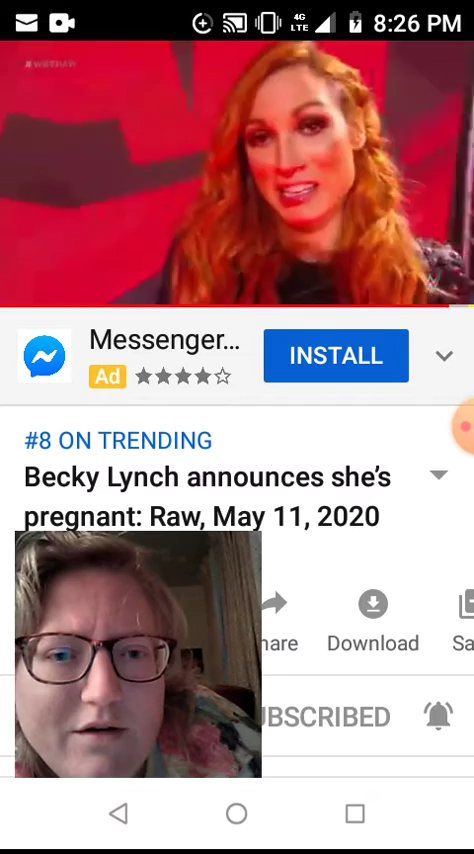 4G
LTE
8:26 PM
Messenger...
INSTALL
Ad
#8 ON TRENDING
Becky Lynch announces she’s
pregnant: Raw, May 11, 2020
hare
Download
Sa
UBSCRIBED